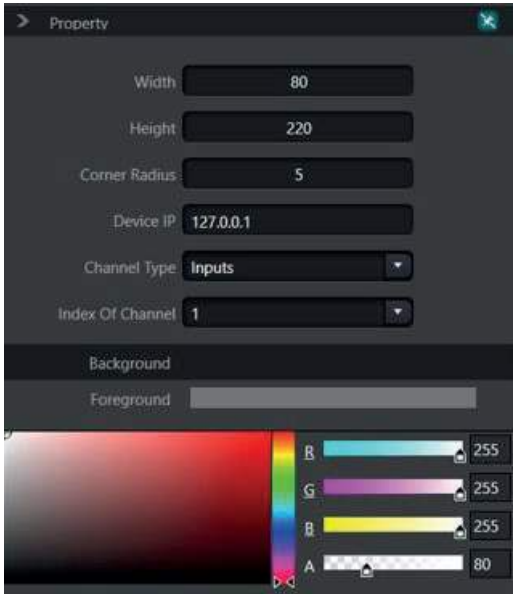 Property
Width 80
Height 220
Corner Radius 5
Device IP 127.0.0.1
Channel Type Inputs
Index Of Channel 1
Background
Foreground
R 255
G 255
B 255
A 80